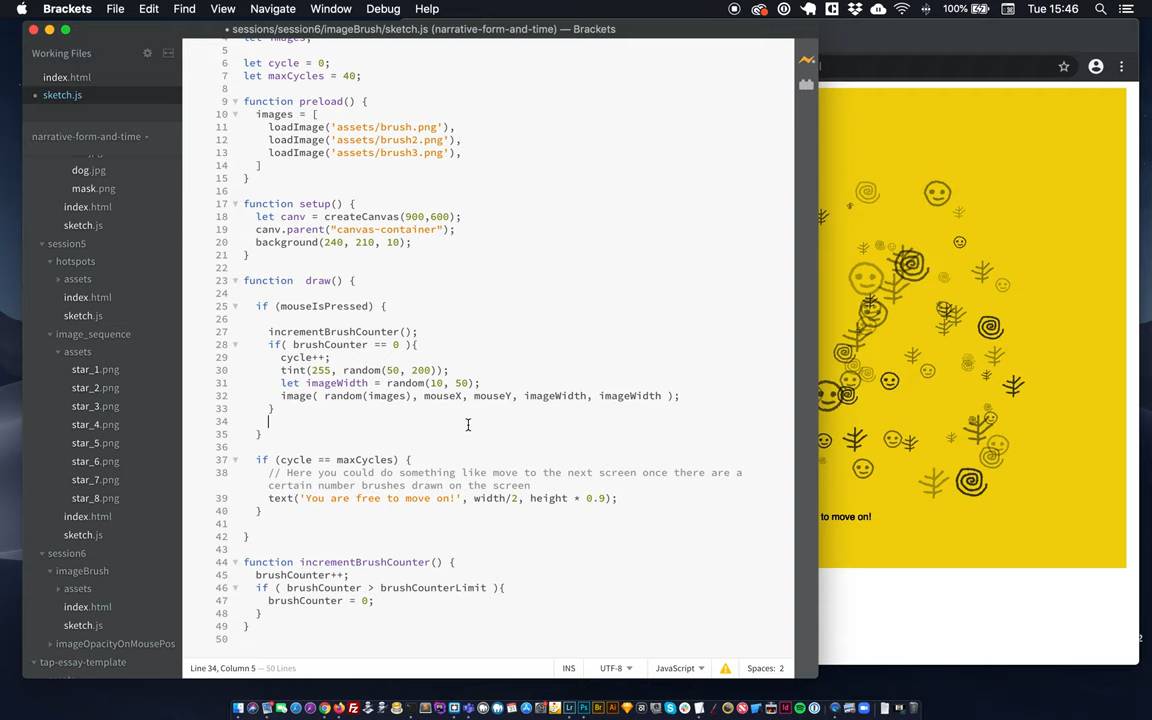 Brackets File Edit Find View Navigate Window Debug Help 100% Tue 15:46
• sessions/session6/imageBrush/sketch.js (narrative-form-and-time) — Brackets
Working Files
index.html
• sketch.js
narrative-form-and-time
dog.jpg
mask.png
index.html
sketch.js
session5
hotspots
assets
index.html
sketch.js
image_sequence
assets
star_1.png
star_2.png
star_3.png
star_4.png
star_5.png
star_6.png
star_7.png
star_8.png
index.html
sketch.js
session6
imageBrush
assets
index.html
sketch.js
imageOpacityOnMousePos
tap-essay-template
4 let images;
5
6 let cycle = 0;
7 let maxCycles = 40;
8
9 function preload() {
10 images = [
11 loadImage('assets/brush.png'),
12 loadImage('assets/brush2.png'),
13 loadImage('assets/brush3.png'),
14 ]
15 }
16
17 function setup() {
18 let canv = createCanvas(900,600);
19 canv.parent("canvas-container");
20 background(240, 210, 10);
21 }
22
23 function  draw() {
24
25 if (mouseIsPressed) {
26
27 incrementBrushCounter();
28 if( brushCounter == 0 ){
29 cycle++;
30 tint(255, random(50, 200));
31 let imageWidth = random(10, 50);
32 image( random(images), mouseX, mouseY, imageWidth, imageWidth );
33 }
34
35 }
36
37 if (cycle == maxCycles) {
38 // Here you could do something like move to the next screen once there are a
certain number brushes drawn on the screen
39 text('You are free to move on!', width/2, height * 0.9);
40 }
41
42 }
43
44 function incrementBrushCounter() {
45 brushCounter++;
46 if ( brushCounter > brushCounterLimit ){
47 brushCounter = 0;
48 }
49 }
50
to move on!
Line 34, Column 5 — 50 Lines INS UTF-8 JavaScript Spaces: 2